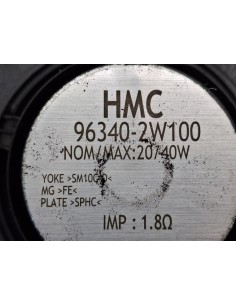 HMC
96340-2W100
NOM/MAX:20/40W
YOKE >SM10C/D<
MG >FE<
PLATE >SPHC<
IMP : 1.8Ω